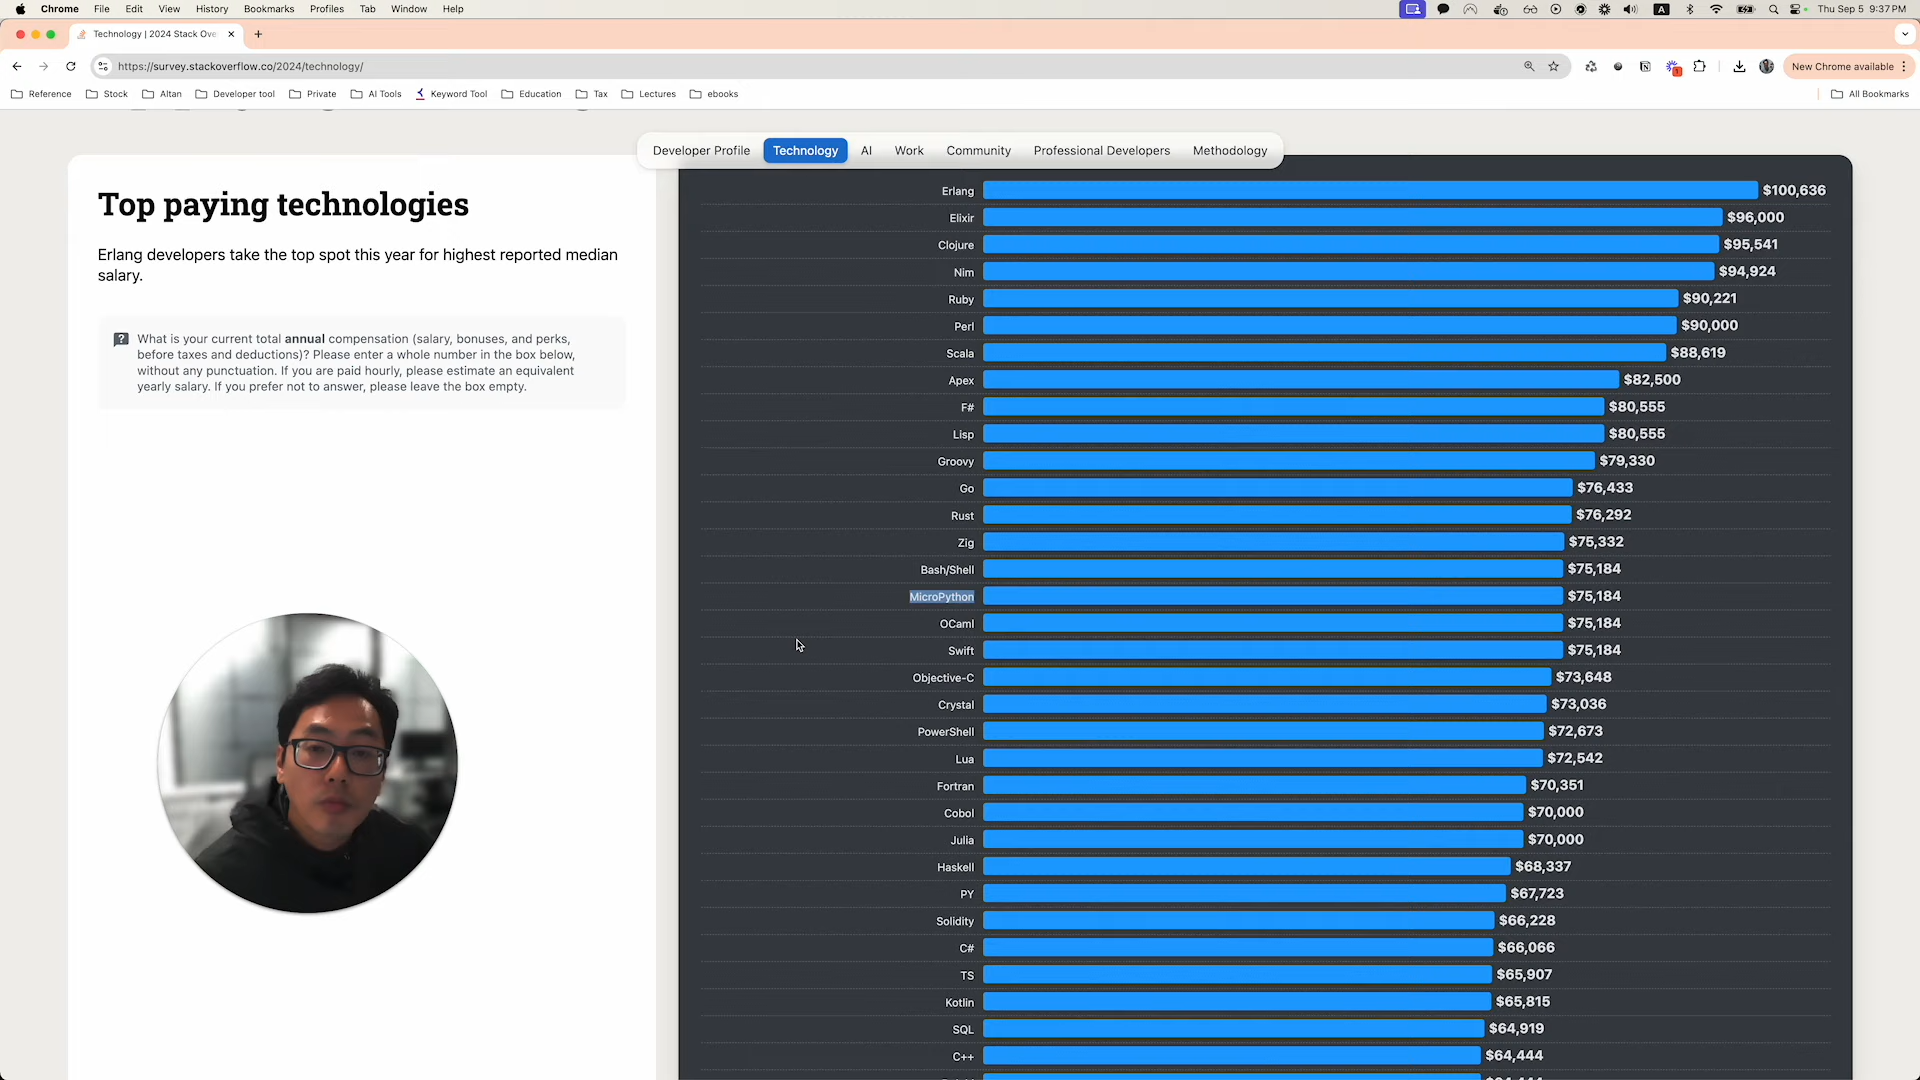 Chrome File Edit View History Bookmarks Profiles Tab Window Help
A
Thu Sep 5 9:37 PM
Technology | 2024 Stack Ove
https://survey.stackoverflow.co/2024/technology/
1
New Chrome available
Reference Stock Altan Developer tool Private AI Tools Keyword Tool Education Tax Lectures ebooks
All Bookmarks
Developer Profile Technology AI Work Community Professional Developers Methodology
Top paying technologies
Erlang developers take the top spot this year for highest reported median
salary.
What is your current total annual compensation (salary, bonuses, and perks,
before taxes and deductions)? Please enter a whole number in the box below,
without any punctuation. If you are paid hourly, please estimate an equivalent
yearly salary. If you prefer not to answer, please leave the box empty.
Erlang $100,636
Elixir $96,000
Clojure $95,541
Nim $94,924
Ruby $90,221
Perl $90,000
Scala $88,619
Apex $82,500
F# $80,555
Lisp $80,555
Groovy $79,330
Go $76,433
Rust $76,292
Zig $75,332
Bash/Shell $75,184
MicroPython $75,184
OCaml $75,184
Swift $75,184
Objective-C $73,648
Crystal $73,036
PowerShell $72,673
Lua $72,542
Fortran $70,351
Cobol $70,000
Julia $70,000
Haskell $68,337
PY $67,723
Solidity $66,228
C# $66,066
TS $65,907
Kotlin $65,815
SQL $64,919
C++ $64,444